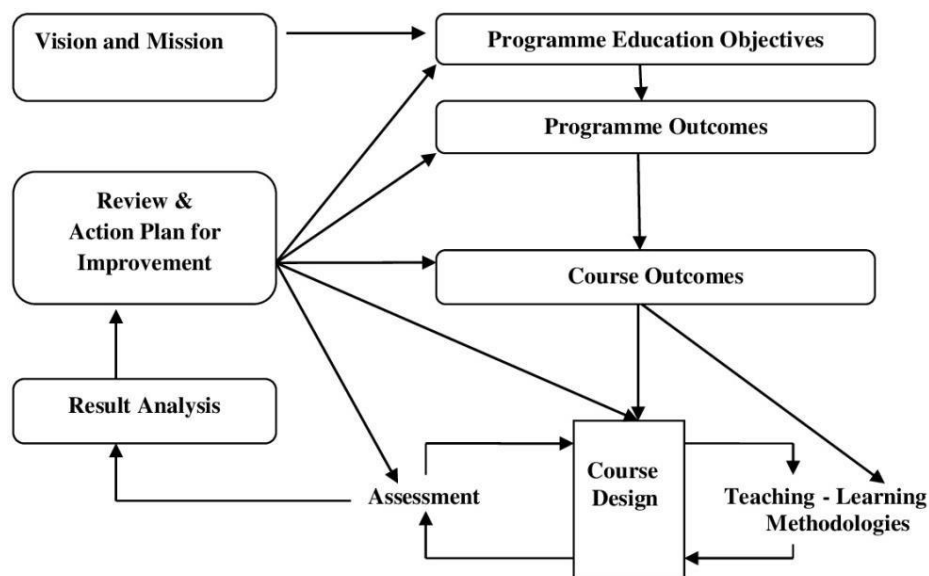 Vision and Mission
Programme Education Objectives
Programme Outcomes
Review &
Action Plan for
Improvement
Course Outcomes
Result Analysis
Assessment
Course
Design
Teaching - Learning
Methodologies